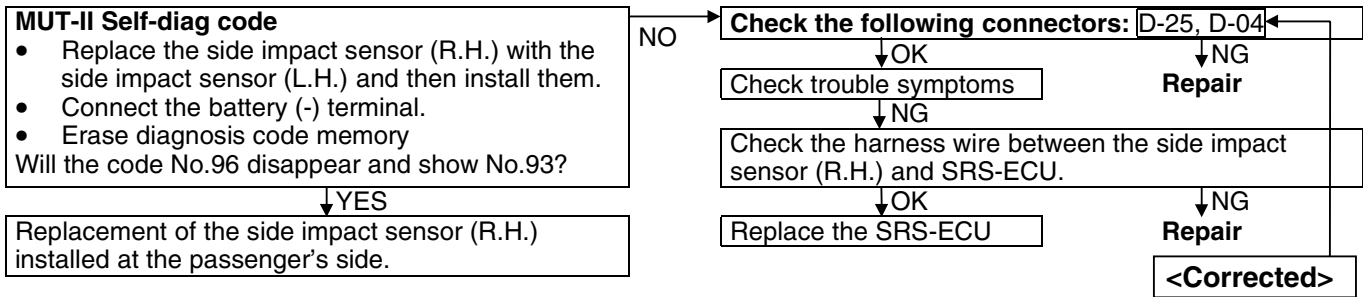 MUT-II Self-diag code
• Replace the side impact sensor (R.H.) with the
side impact sensor (L.H.) and then install them.
• Connect the battery (-) terminal.
• Erase diagnosis code memory
Will the code No.96 disappear and show No.93?
YES
Replacement of the side impact sensor (R.H.)
installed at the passenger's side.
NO
Check the following connectors: D-25, D-04
OK
NG
Check trouble symptoms
Repair
NG
Check the harness wire between the side impact
sensor (R.H.) and SRS-ECU.
OK
NG
Replace the SRS-ECU
Repair
<Corrected>